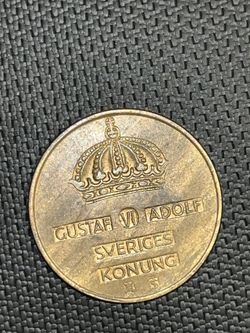 GUSTAF VI ADOLF
SVERIGES
KONUNG